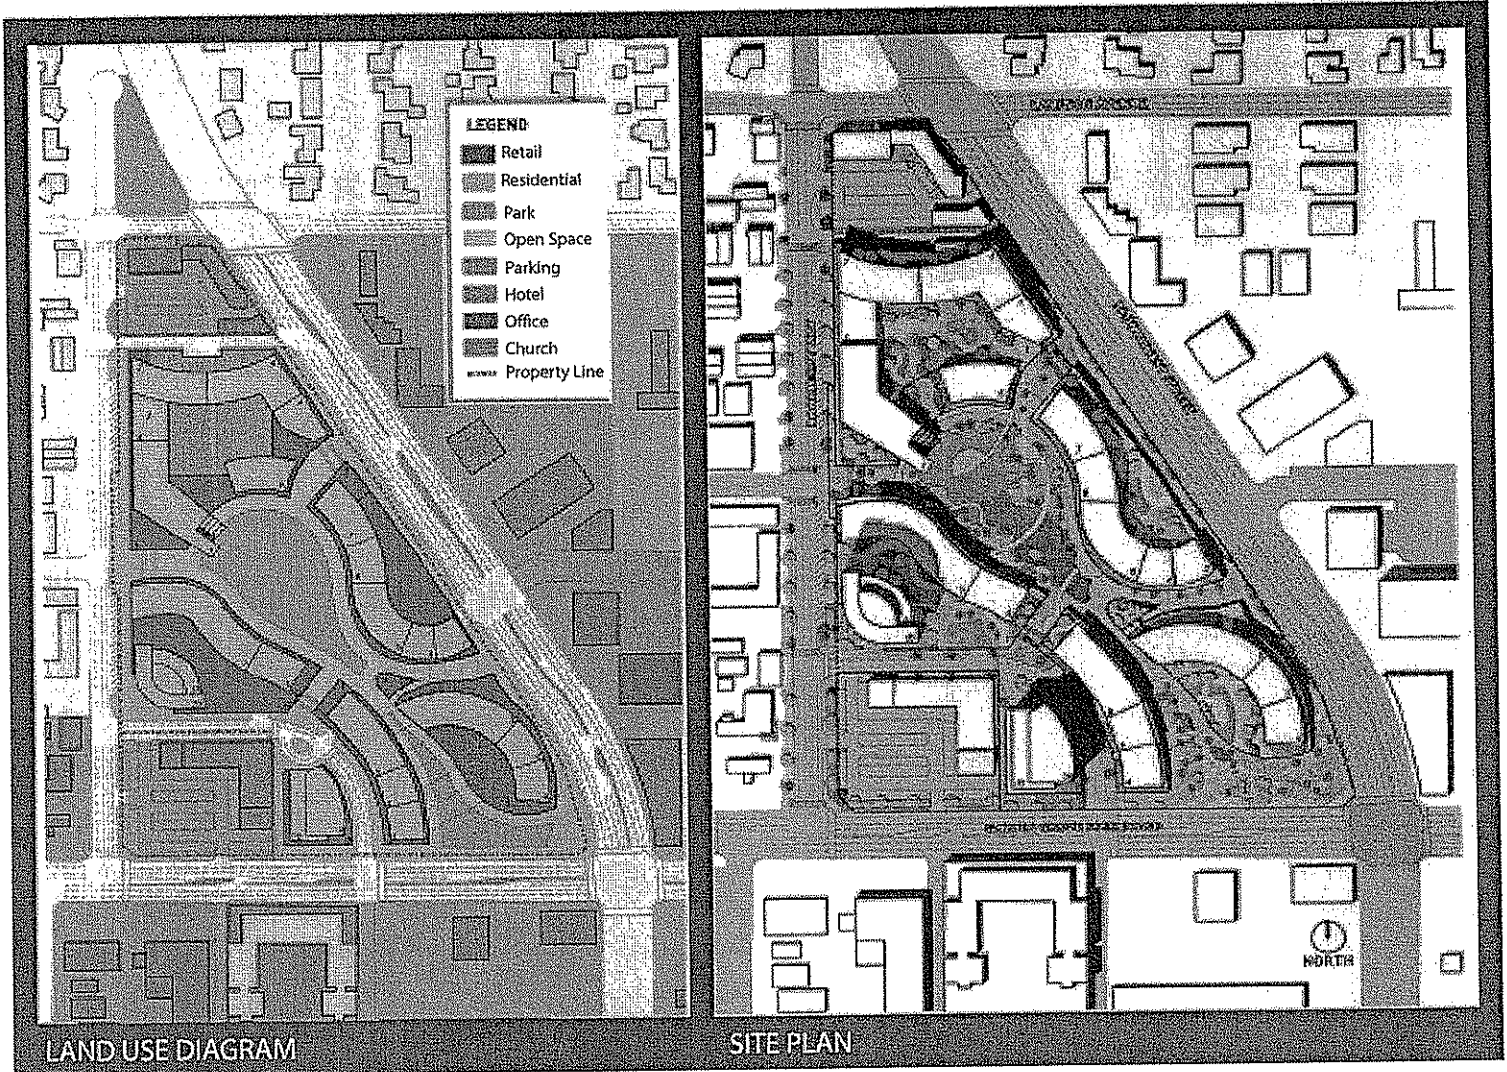 LEGEND
Retail
Residential
Park
Open Space
Parking
Hotel
Office
Church
Property Line
NORTH
LAND USE DIAGRAM
SITE PLAN